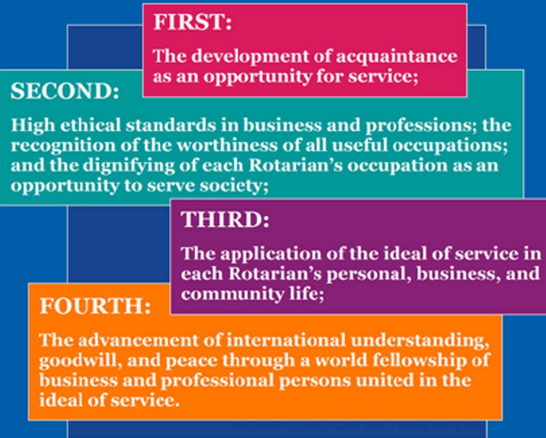 FIRST:
The development of acquaintance
as an opportunity for service;
SECOND:
High ethical standards in business and professions; the
recognition of the worthiness of all useful occupations;
and the dignifying of each Rotarian’s occupation as an
opportunity to serve society;
THIRD:
The application of the ideal of service in
each Rotarian’s personal, business, and
community life;
FOURTH:
The advancement of international understanding,
goodwill, and peace through a world fellowship of
business and professional persons united in the
ideal of service.